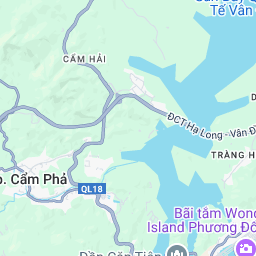 Tế Vân
CẨM HẢI
ĐCT Hạ Long - Vân Đ
TRÀNG H
p. Cẩm Phả
QL18
Bãi tắm Wond
Island Phương Đô